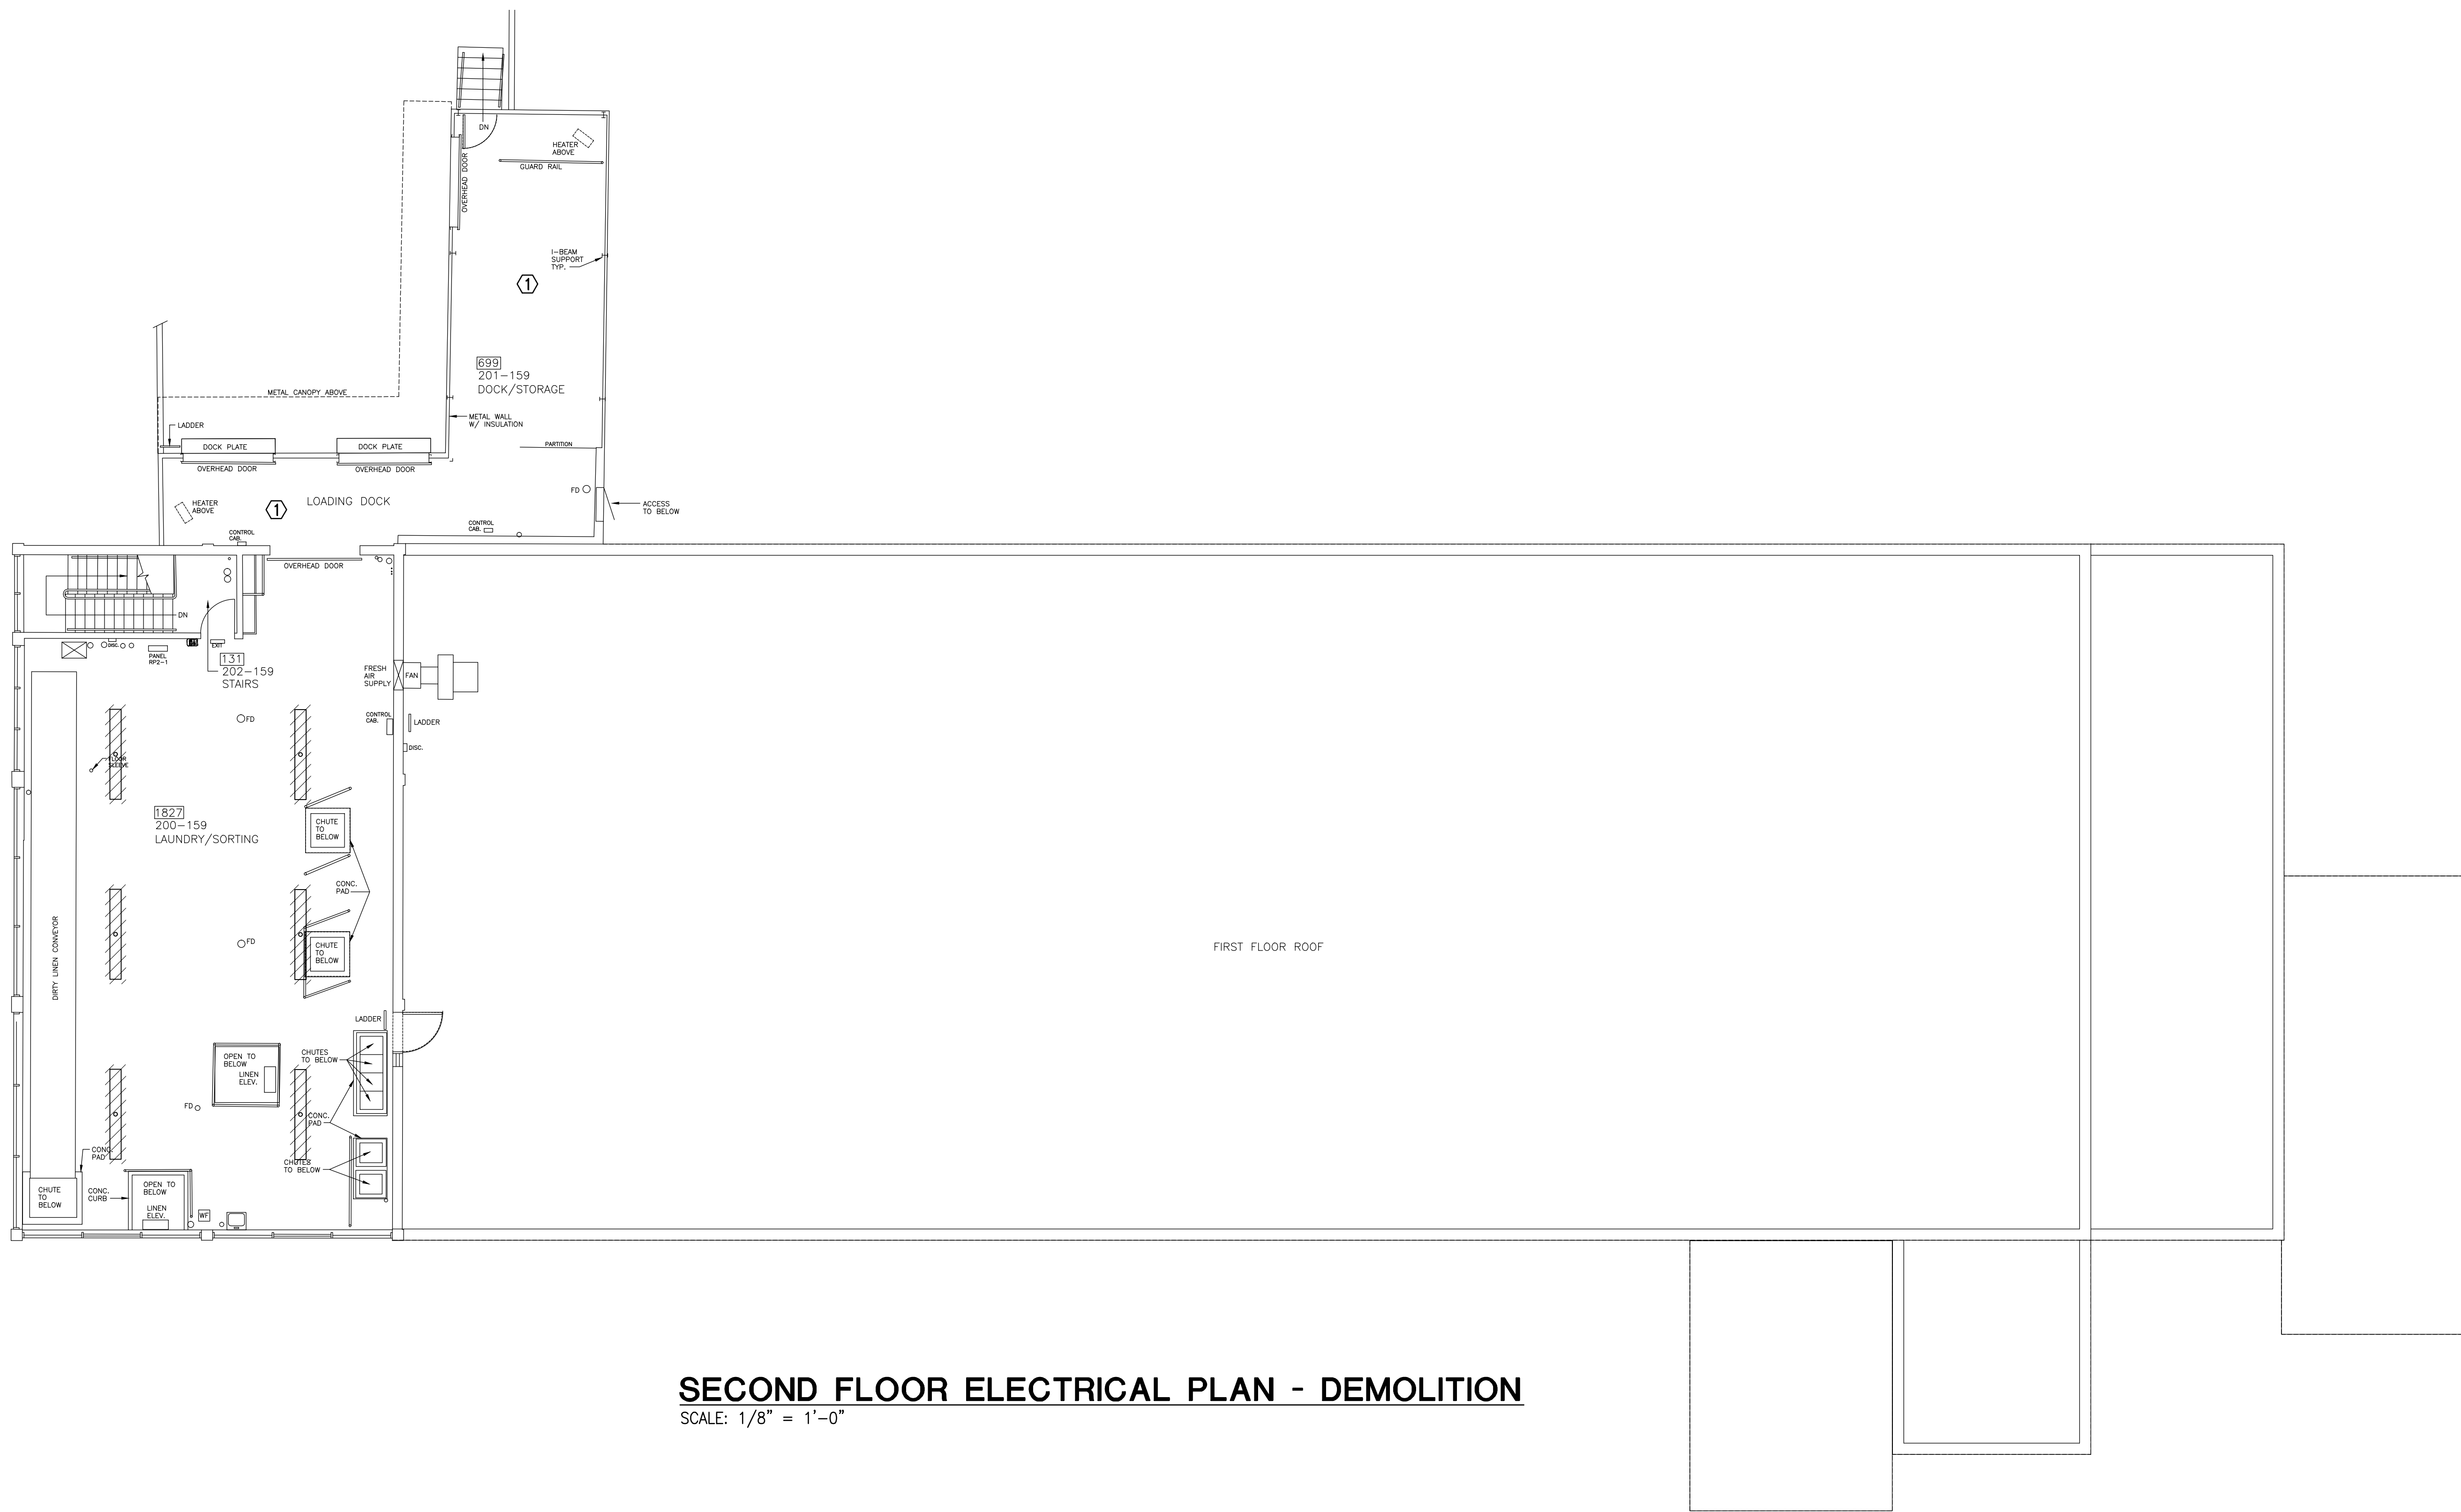 DN
HEATER
ABOVE
GUARD RAIL
OVERHEAD DOOR
I-BEAM
SUPPORT
TYP.
1
699
201-159
DOCK/STORAGE
METAL CANOPY ABOVE
METAL WALL
W/ INSULATION
LADDER
DOCK PLATE
DOCK PLATE
PARTITION
OVERHEAD DOOR
OVERHEAD DOOR
FD
HEATER
ABOVE
1
LOADING DOCK
ACCESS
TO BELOW
CONTROL
CAB.
CONTROL
CAB.
OVERHEAD DOOR
DN
DISC.
PANEL
RP2-1
EXIT
131
202-159
STAIRS
FRESH
AIR
SUPPLY
FAN
FD
CONTROL
CAB.
LADDER
DISC.
FLOOR
SLEEVE
1827
200-159
LAUNDRY/SORTING
CHUTE
TO
BELOW
CONC.
PAD
DIRTY LINEN CONVEYOR
FD
CHUTE
TO
BELOW
FIRST FLOOR ROOF
LADDER
OPEN TO
BELOW
LINEN
ELEV.
CHUTES
TO BELOW
FD
CONC.
PAD
CONC.
PAD
CHUTES
TO BELOW
CHUTE
TO
BELOW
CONC.
CURB
OPEN TO
BELOW
LINEN
ELEV.
WF
SECOND FLOOR ELECTRICAL PLAN - DEMOLITION
SCALE: 1/8" = 1'-0"